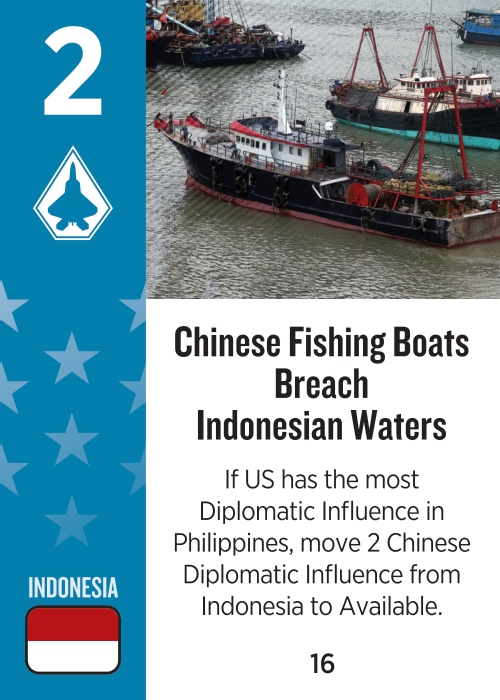 2
Chinese Fishing Boats
Breach
Indonesian Waters
If US has the most
Diplomatic Influence in
Philippines, move 2 Chinese
Diplomatic Influence from
Indonesia to Available.
INDONESIA
16